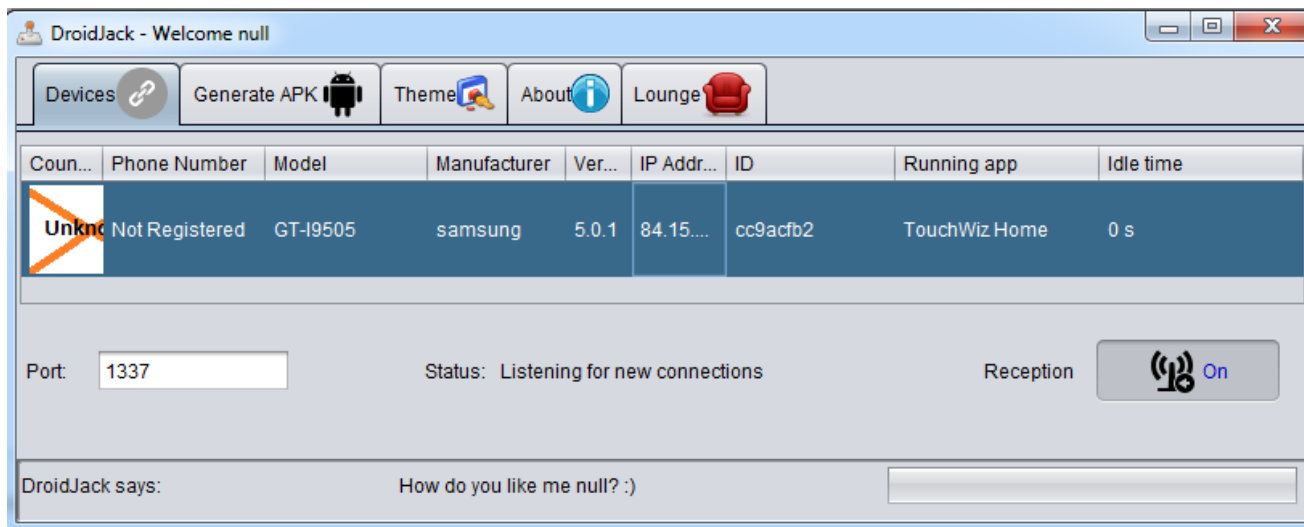 DroidJack - Welcome null
Devices Generate APK Theme About Lounge
Coun... Phone Number Model Manufacturer Ver... IP Addr... ID Running app Idle time
Unkno Not Registered GT-I9505 samsung 5.0.1 84.15.... cc9acfb2 TouchWiz Home 0 s
Port: 1337 Status: Listening for new connections Reception On
DroidJack says: How do you like me null? :)